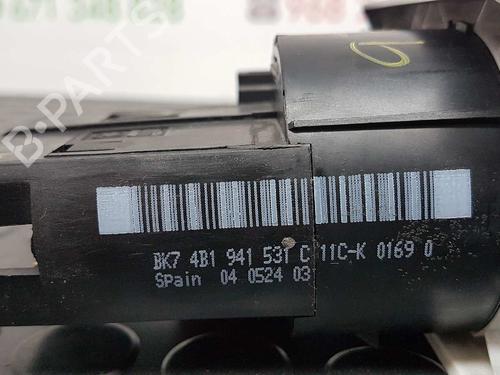 BK7 4B1 941 531 C 11C-K 0169 0
Spain 04 0524 03
B-PARTS